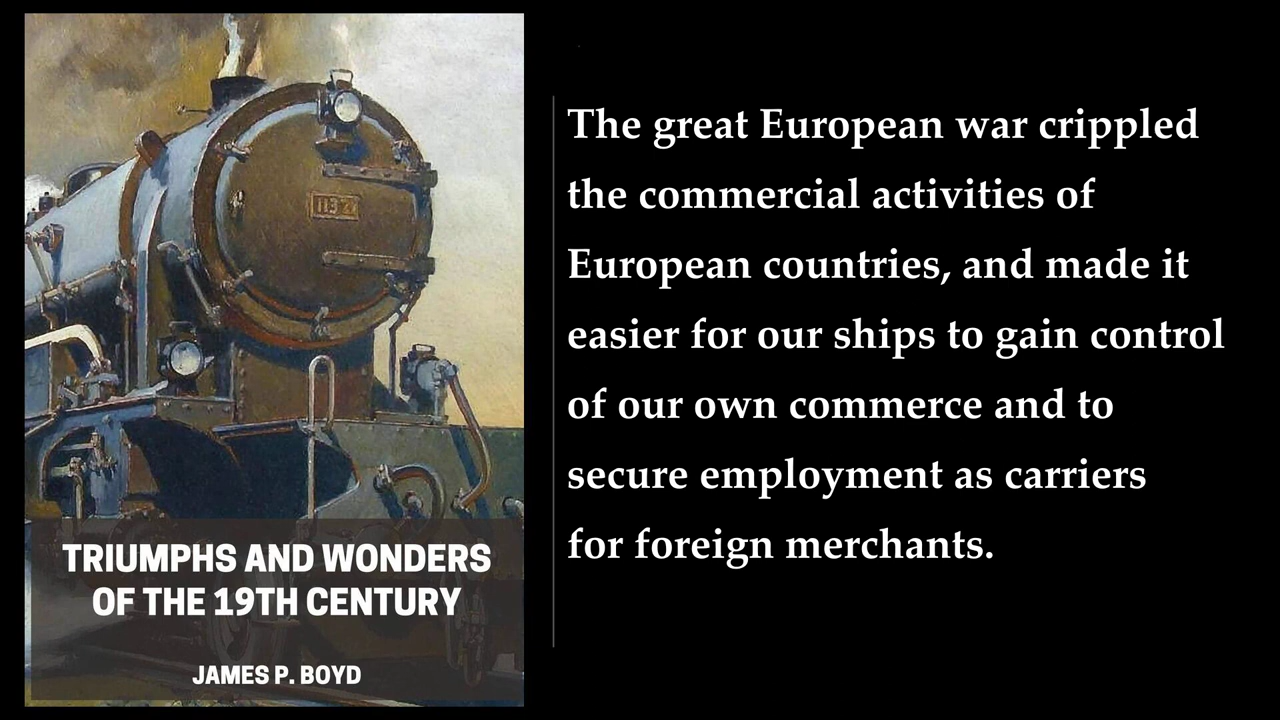 1132
TRIUMPHS AND WONDERS
OF THE 19TH CENTURY
JAMES P. BOYD
The great European war crippled
the commercial activities of
European countries, and made it
easier for our ships to gain control
of our own commerce and to
secure employment as carriers
for foreign merchants.